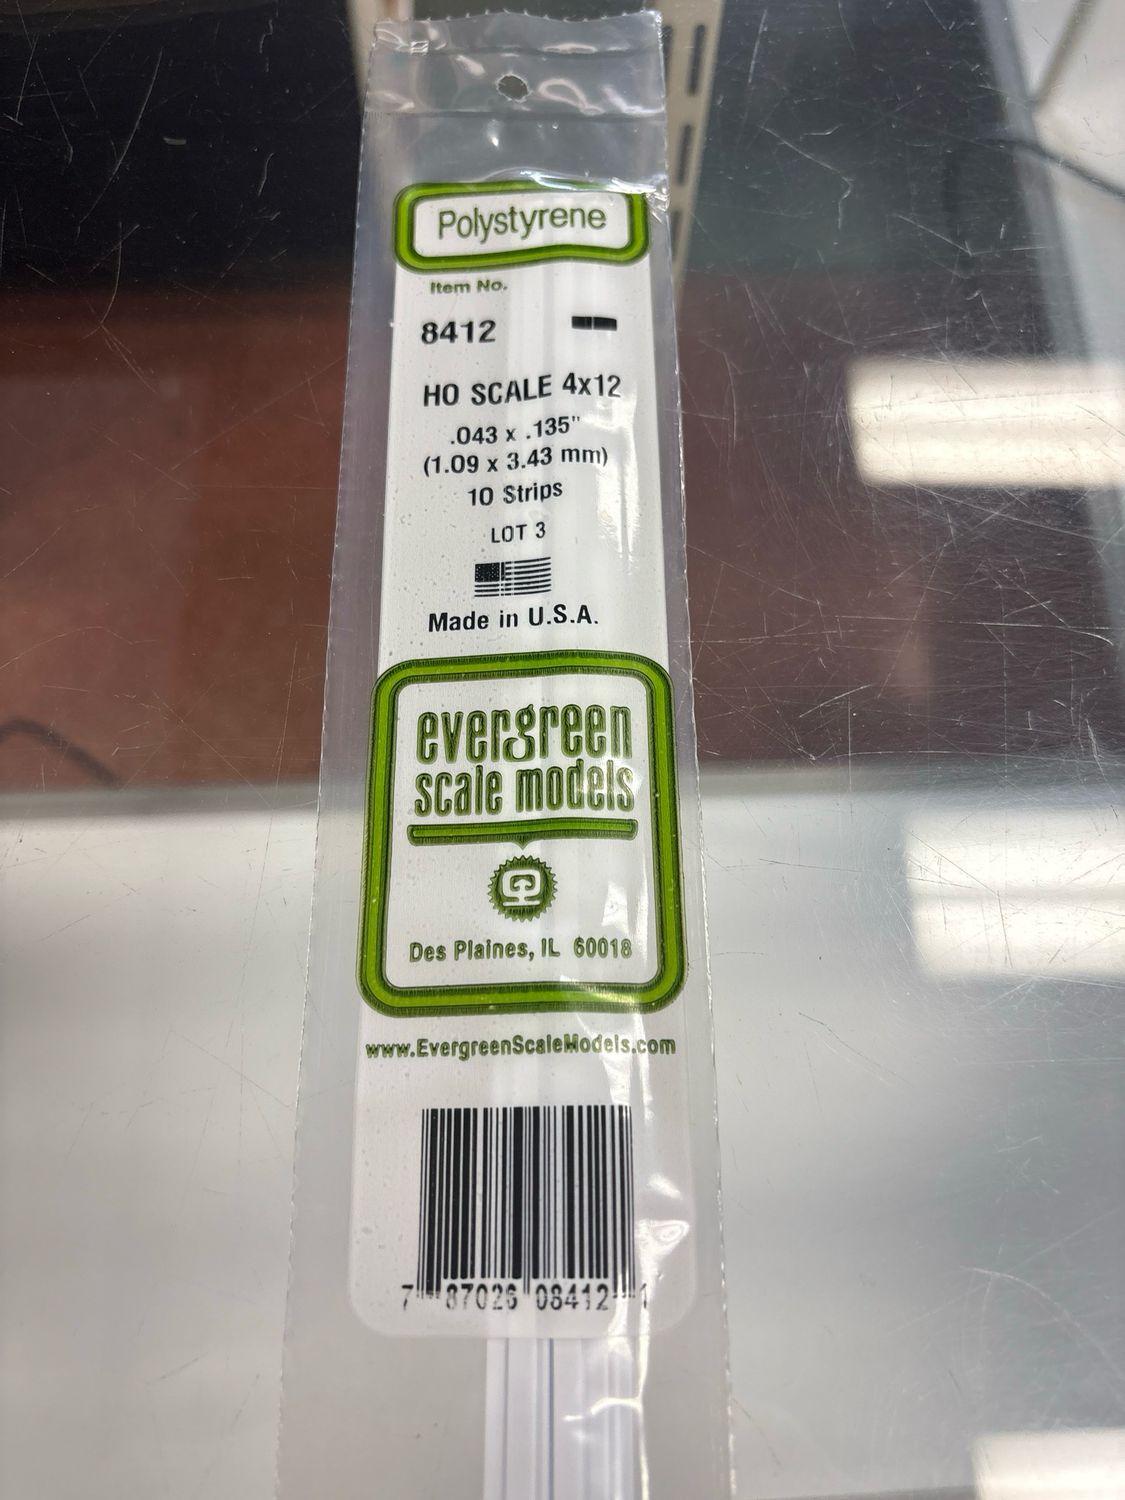 Polystyrene
Item No.
8412
HO SCALE 4x12
.043 x .135"
(1.09 x 3.43 mm)
10 Strips
LOT 3
Made in U.S.A.
evergreen
scale models
Des Plaines, IL 60018
www.EvergreenScaleModels.com
7 87026 08412 1